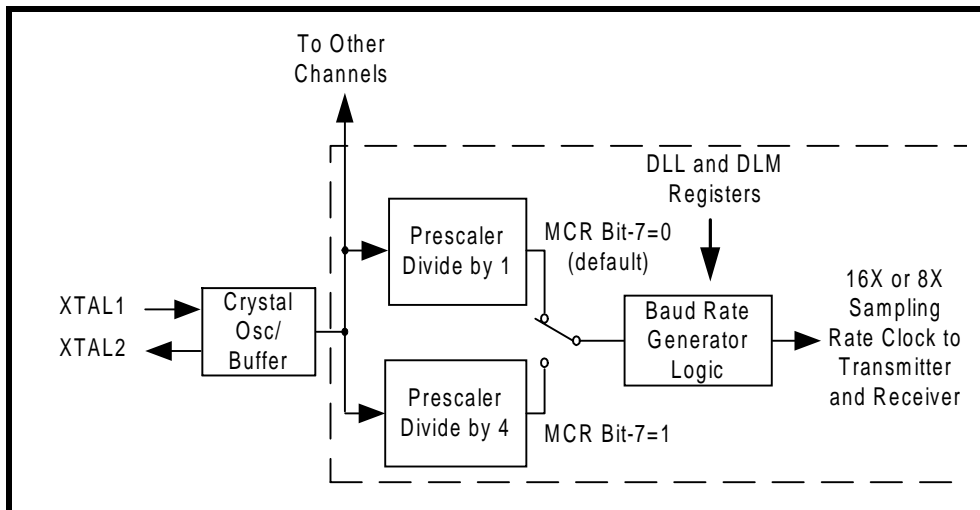 To Other
Channels
DLL and DLM
Registers
Prescaler
Divide by 1
MCR Bit-7=0
(default)
XTAL1
XTAL2
Crystal
Osc/
Buffer
Baud Rate
Generator
Logic
16X or 8X
Sampling
Rate Clock to
Transmitter
and Receiver
Prescaler
Divide by 4
MCR Bit-7=1